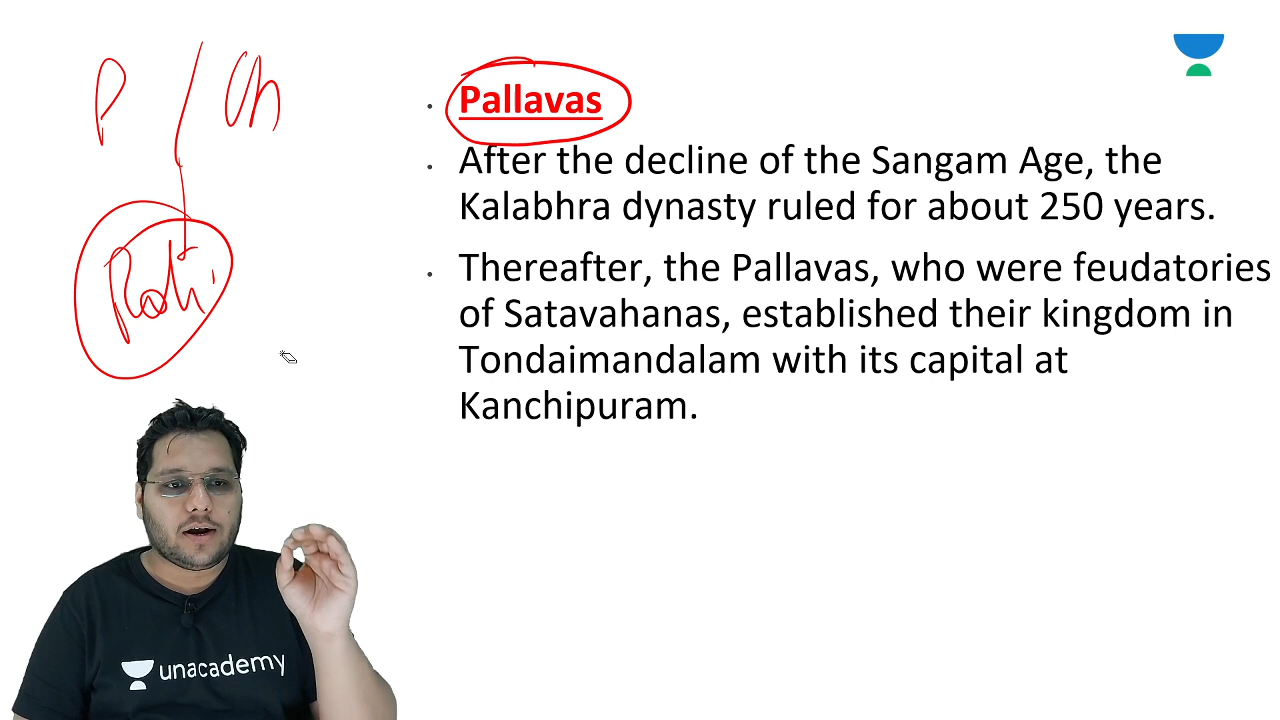 P / Ch
Pallavas
After the decline of the Sangam Age, the
Kalabhra dynasty ruled for about 250 years.
Thereafter, the Pallavas, who were feudatories
of Satavahanas, established their kingdom in
Tondaimandalam with its capital at
Kanchipuram.
unacademy